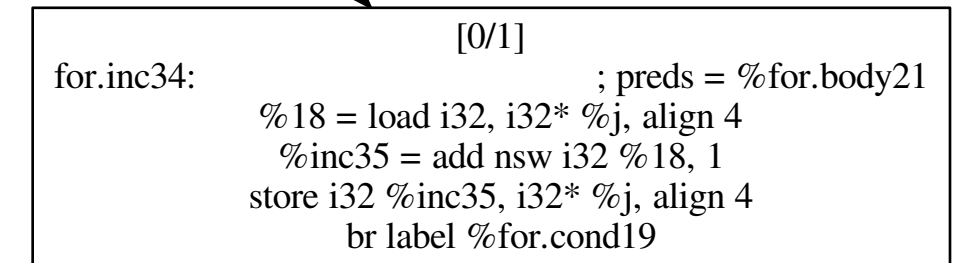 [0/1]
for.inc34: ; preds = %for.body21
%18 = load i32, i32* %j, align 4
%inc35 = add nsw i32 %18, 1
store i32 %inc35, i32* %j, align 4
br label %for.cond19